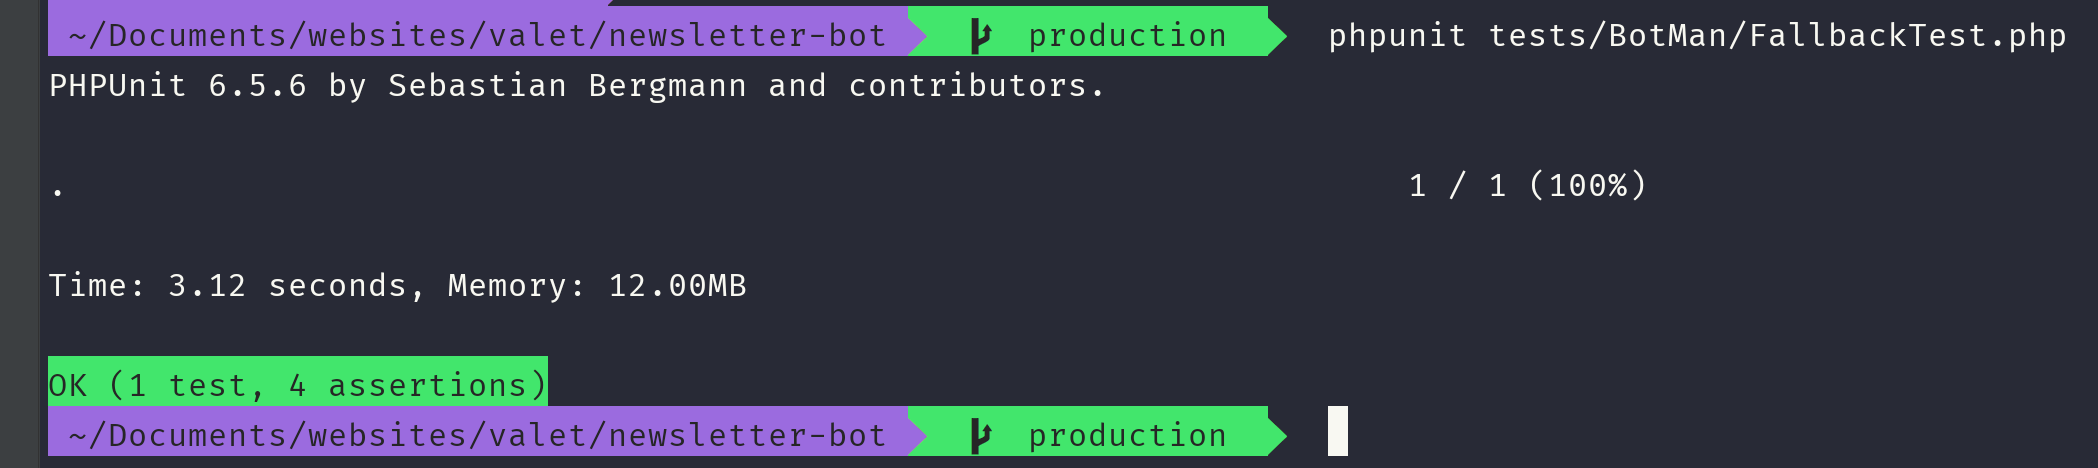 ~/Documents/websites/valet/newsletter-bot production phpunit tests/BotMan/FallbackTest.php
PHPUnit 6.5.6 by Sebastian Bergmann and contributors.
. 1 / 1 (100%)
Time: 3.12 seconds, Memory: 12.00MB
OK (1 test, 4 assertions)
~/Documents/websites/valet/newsletter-bot production